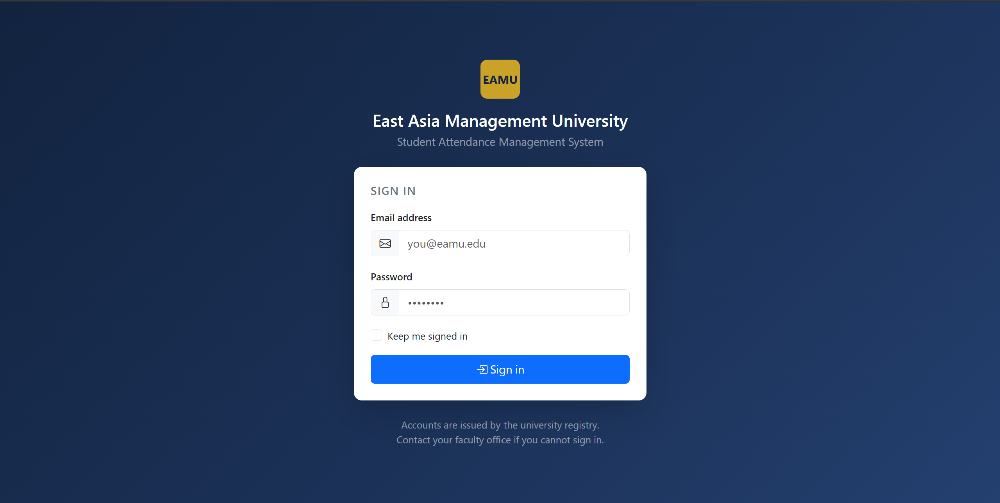 EAMU
East Asia Management University
Student Attendance Management System
SIGN IN
Email address
you@eamu.edu
Password
••••••••
Keep me signed in
Sign in
Accounts are issued by the university registry.
Contact your faculty office if you cannot sign in.